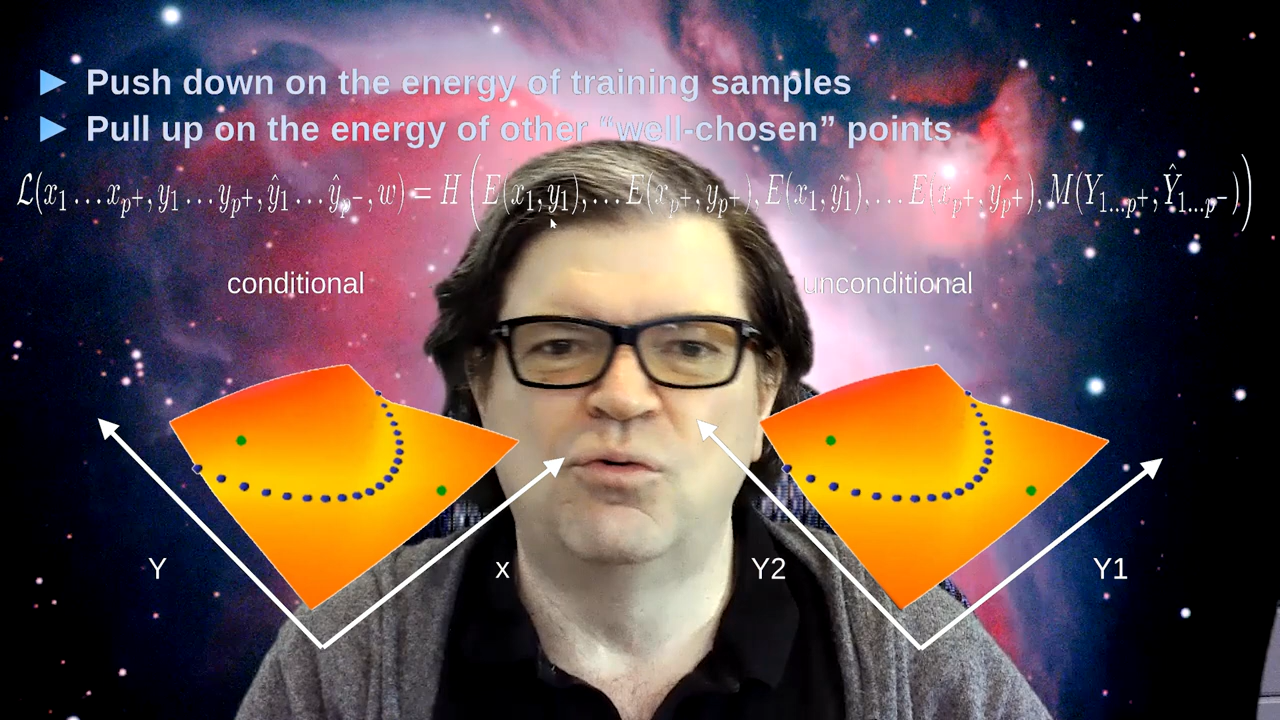 ► Push down on the energy of training samples
► Pull up on the energy of other “well-chosen” points
ℒ(x₁…x_{p⁺}, y₁…y_{p⁺}, ŷ₁…ŷ_{p⁻}, w) = H(E(x₁, y₁), …E(x_{p⁺}, y_{p⁺}), E(x₁, ŷ₁), …E(x_{p⁺}, ŷ_{p⁺}), M(Y_{1…p⁺}, Ŷ_{1…p⁻}))
conditional unconditional
Y x Y2 Y1